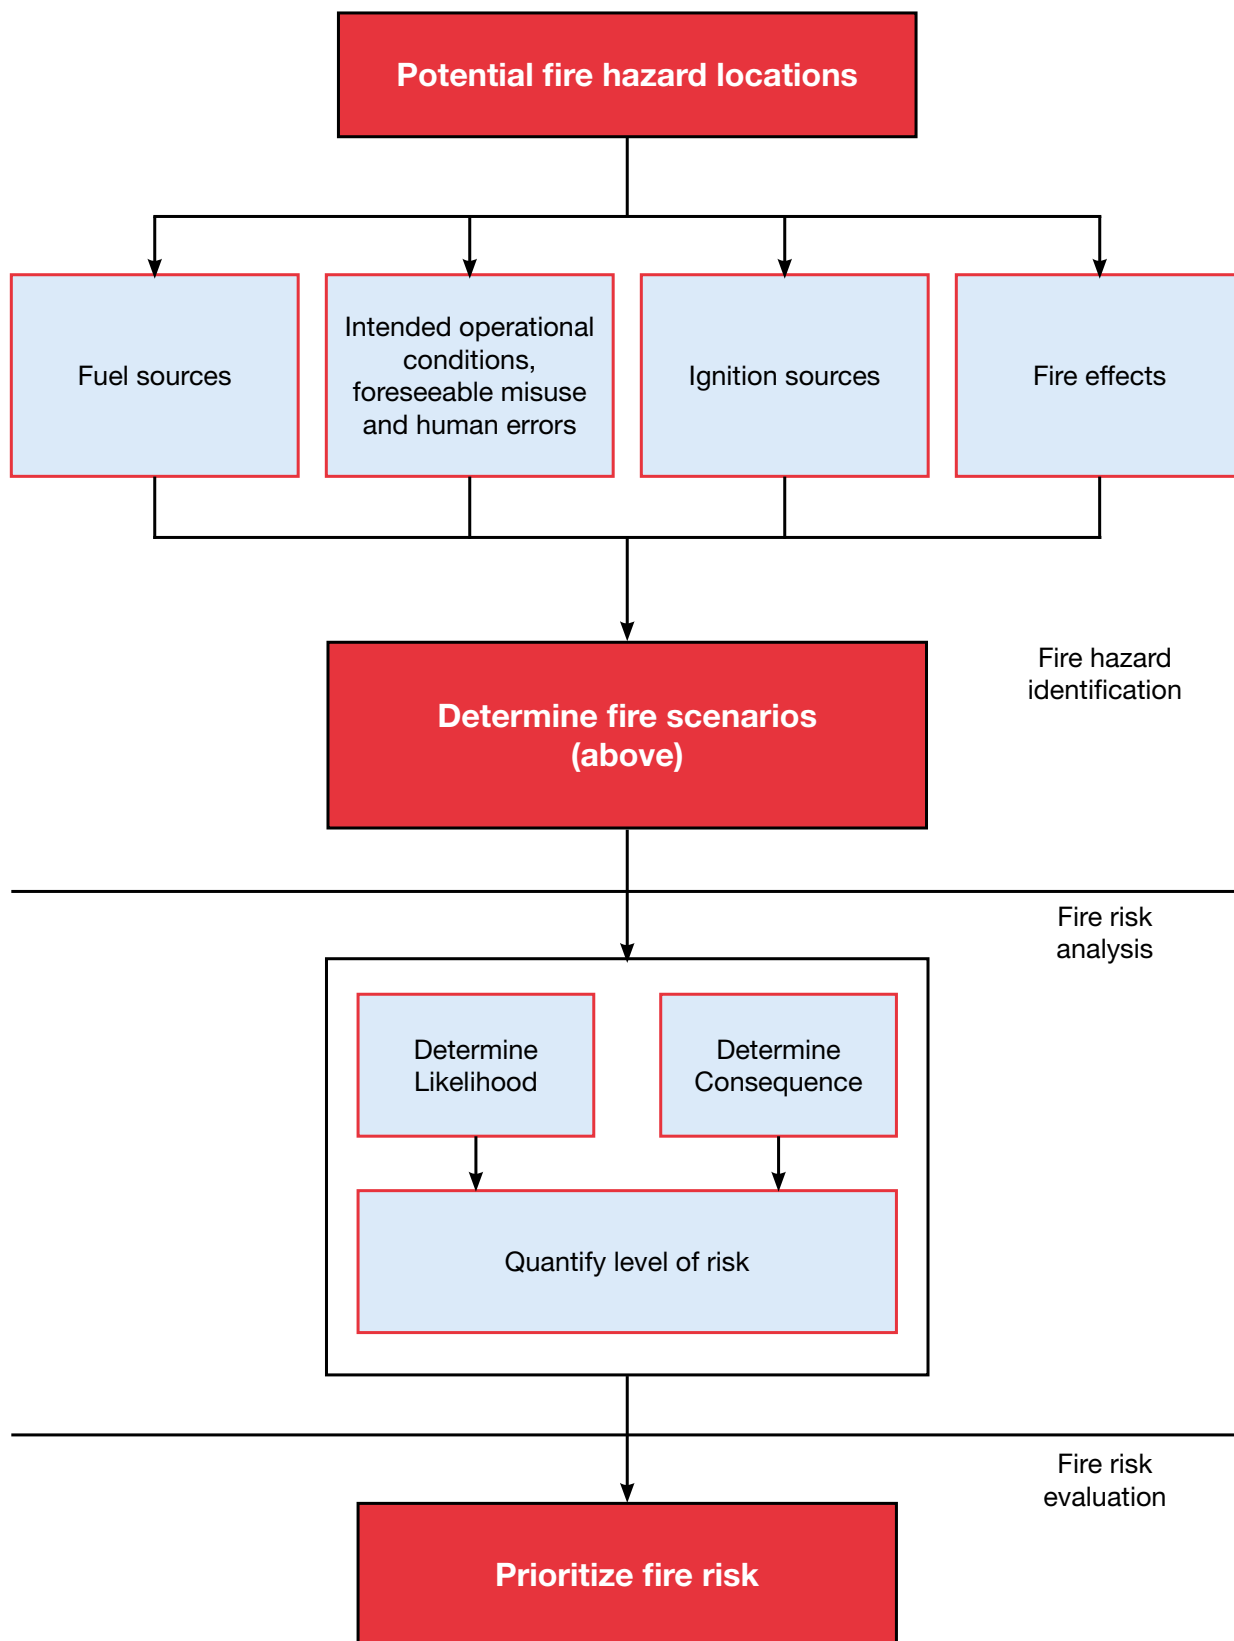 Potential fire hazard locations
Fuel sources
Intended operational
conditions,
foreseeable misuse
and human errors
Ignition sources
Fire effects
Fire hazard
identification
Determine fire scenarios
(above)
Fire risk
analysis
Determine
Likelihood
Determine
Consequence
Quantify level of risk
Fire risk
evaluation
Prioritize fire risk